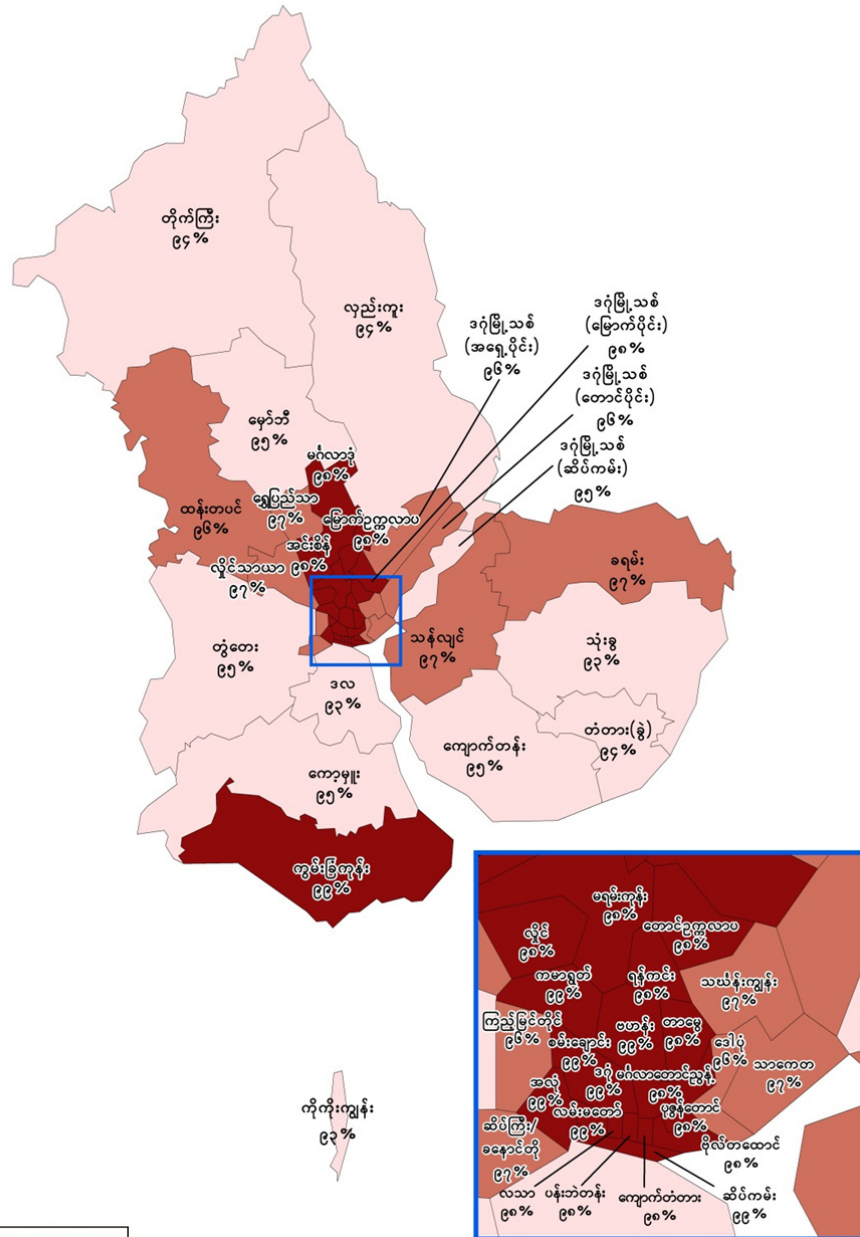 တိုက်ကြီး
၉၄%
လှည်းကူး
၉၄%
ဒဂုံမြို့သစ်
(မြောက်ပိုင်း)
၉၈%
ဒဂုံမြို့သစ်
(အရှေ့ပိုင်း)
၉၆%
ဒဂုံမြို့သစ်
(တောင်ပိုင်း)
၉၆%
ဒဂုံမြို့သစ်
(ဆိပ်ကမ်း)
၉၅%
မှော်ဘီ
၉၅%
မင်္ဂလာဒုံ
၉၈%
ရွှေပြည်သာ
၉၇%
ထန်းတပင်
၉၆%
မြောက်ဥက္ကလာပ
၉၈%
အင်းစိန်
၉၈%
လှိုင်သာယာ
၉၇%
ခရမ်း
၉၇%
သန်လျင်
၉၇%
တွံတေး
၉၅%
သုံးခွ
၉၃%
ဒလ
၉၃%
တံတား(ခွဲ)
၉၄%
ကျောက်တန်း
၉၅%
ကော့မှူး
၉၅%
ကွမ်းခြံကုန်း
၉၉%
ကိုကိုးကျွန်း
၉၃%
မရမ်းကုန်း
၉၈%
တောင်ဥက္ကလာပ
၉၈%
လှိုင်
၉၈%
ကမာရွတ်
၉၉%
ရန်ကင်း
၉၈%
သင်္ဃန်းကျွန်း
၉၇%
ကြည့်မြင်တိုင်
၉၆%
စမ်းချောင်း
၉၉%
ဗဟန်း
၉၉%
တာမွေ
၉၈%
ဒေါပုံ
၉၆%
သာကေတ
၉၇%
ဒဂုံ
၉၉%
မင်္ဂလာတောင်ညွန့်
၉၈%
အလုံ
၉၉%
လမ်းမတော်
၉၉%
ပုဇွန်တောင်
၉၈%
ဆိပ်ကြီး/
ခနောင်တို
၉၇%
ဗိုလ်တထောင်
၉၈%
လသာ
၉၈%
ပန်းဘဲတန်း
၉၈%
ကျောက်တံတား
၉၈%
ဆိပ်ကမ်း
၉၉%